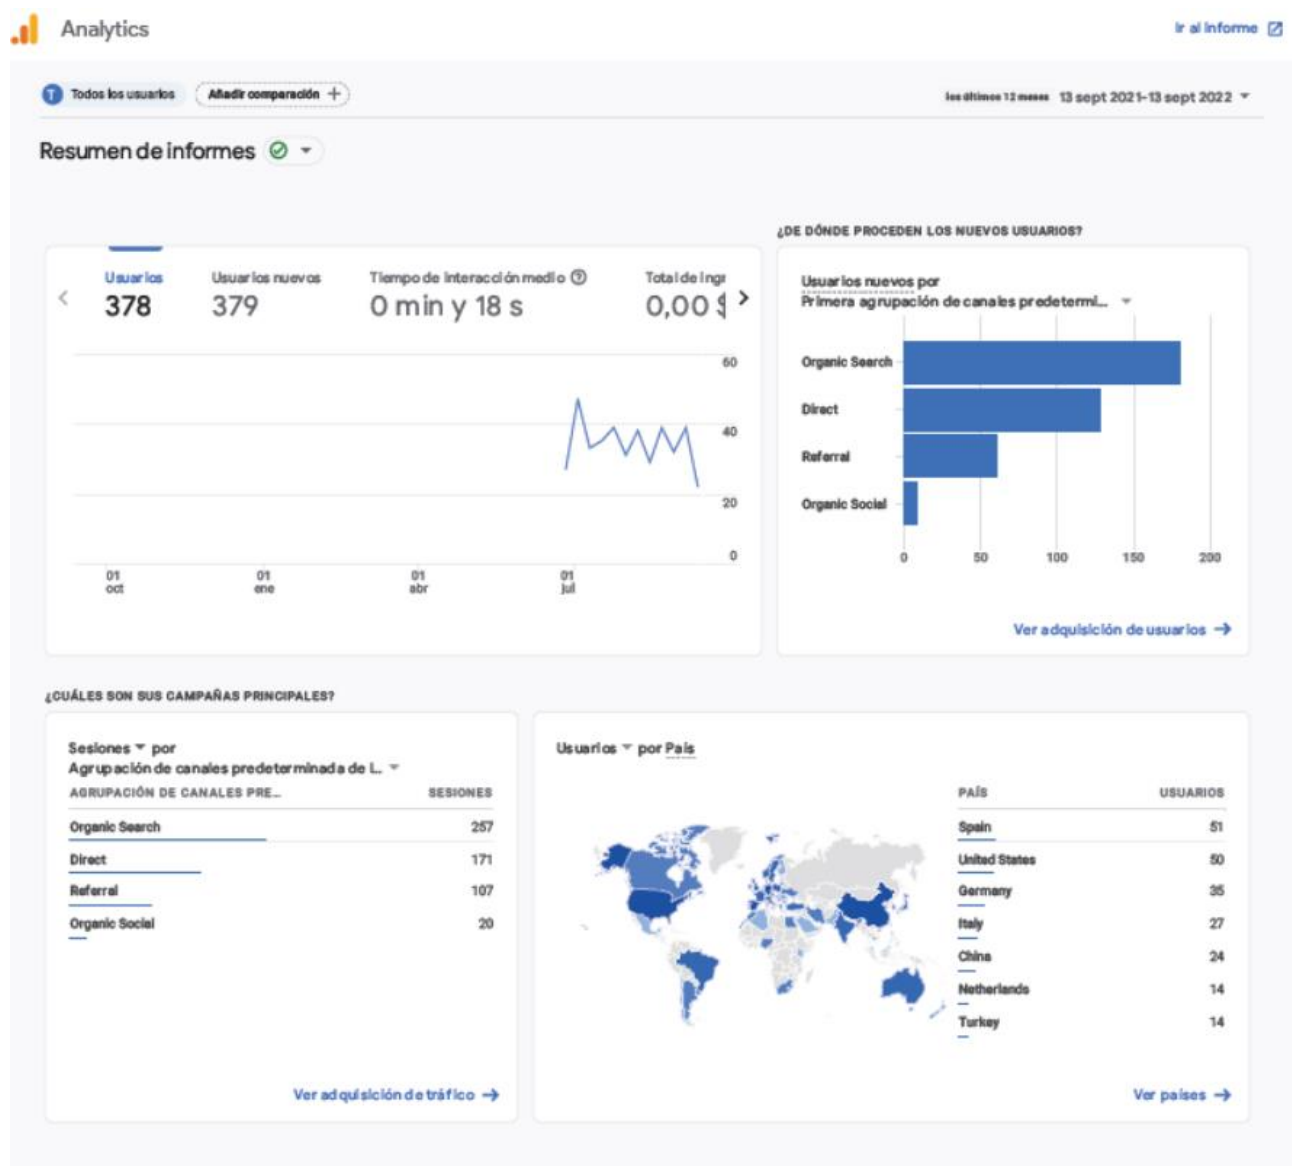 Analytics
Ir al informe
T Todos los usuarios
Añadir comparación +
los últimos 12 meses 13 sept 2021-13 sept 2022
Resumen de informes
Usuarios
378
Usuarios nuevos
379
Tiempo de interacción medio
0 min y 18 s
Total de ingr
0,00 $
60
40
20
0
01 oct
01 ene
01 abr
01 jul
¿DE DÓNDE PROCEDEN LOS NUEVOS USUARIOS?
Usuarios nuevos por
Primera agrupación de canales predetermi...
Organic Search
Direct
Referral
Organic Social
0 50 100 150 200
Ver adquisición de usuarios →
¿CUÁLES SON SUS CAMPAÑAS PRINCIPALES?
Sesiones por
Agrupación de canales predeterminada de l...
AGRUPACIÓN DE CANALES PRE... SESIONES
Organic Search 257
Direct 171
Referral 107
Organic Social 20
Ver adquisición de tráfico →
Usuarios por País
PAÍS USUARIOS
Spain 51
United States 50
Germany 35
Italy 27
China 24
Netherlands 14
Turkey 14
Ver países →